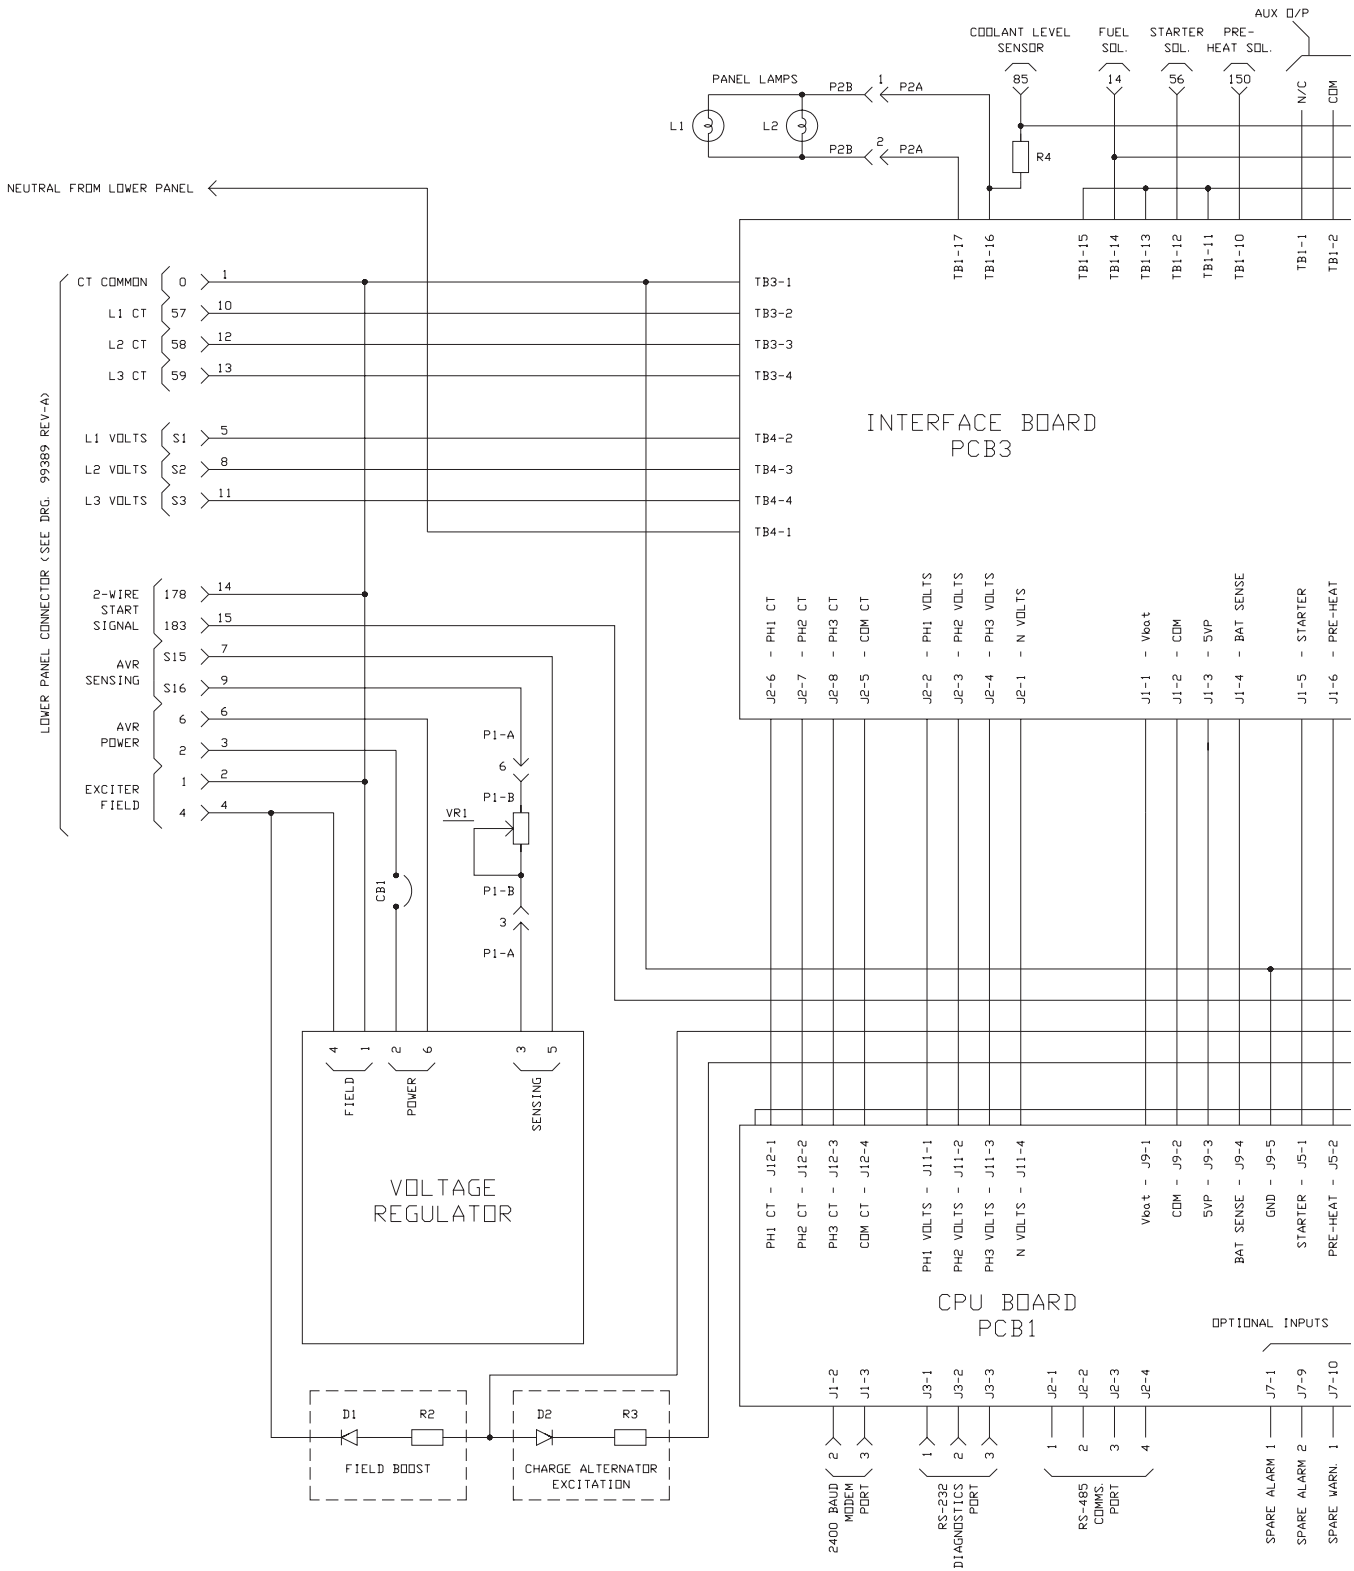 AUX O/P
COOLANT LEVEL
SENSOR
FUEL
SOL.
STARTER
SOL.
PRE-
HEAT SOL.
85
14
56
150
N/C
COM
PANEL LAMPS
P2B
1
P2A
L1
L2
P2B
2
P2A
R4
NEUTRAL FROM LOWER PANEL
TB1-17
TB1-16
TB1-15
TB1-14
TB1-13
TB1-12
TB1-11
TB1-10
TB1-1
TB1-2
LOWER PANEL CONNECTOR (SEE DRG. 99389 REV-A)
CT COMMON 0 1 TB3-1
L1 CT 57 10 TB3-2
L2 CT 58 12 TB3-3
L3 CT 59 13 TB3-4
L1 VOLTS S1 5 TB4-2
L2 VOLTS S2 8 TB4-3
L3 VOLTS S3 11 TB4-4
TB4-1
INTERFACE BOARD
PCB3
2-WIRE
START
SIGNAL
178 14
183 15
AVR
SENSING
S15 7
S16 9
AVR
POWER
6 6
2 3
EXCITER
FIELD
1 2
4 4
J2-6 - PH1 CT
J2-7 - PH2 CT
J2-8 - PH3 CT
J2-5 - COM CT
J2-2 - PH1 VOLTS
J2-3 - PH2 VOLTS
J2-4 - PH3 VOLTS
J2-1 - N VOLTS
J1-1 - Vbat
J1-2 - COM
J1-3 - 5VP
J1-4 - BAT SENSE
J1-5 - STARTER
J1-6 - PRE-HEAT
P1-A
6
P1-B
VR1
P1-B
3
P1-A
CB1
4
1
2
6
3
5
FIELD
POWER
SENSING
VOLTAGE
REGULATOR
PH1 CT - J12-1
PH2 CT - J12-2
PH3 CT - J12-3
COM CT - J12-4
PH1 VOLTS - J11-1
PH2 VOLTS - J11-2
PH3 VOLTS - J11-3
N VOLTS - J11-4
Vbat - J9-1
COM - J9-2
5VP - J9-3
BAT SENSE - J9-4
GND - J9-5
STARTER - J5-1
PRE-HEAT - J5-2
CPU BOARD
PCB1
OPTIONAL INPUTS
J1-2
J1-3
J3-1
J3-2
J3-3
J2-1
J2-2
J2-3
J2-4
J7-1
J7-9
J7-10
D1
R2
FIELD BOOST
D2
R3
CHARGE ALTERNATOR
EXCITATION
2
3
1
2
3
1
2
3
4
2400 BAUD
MODEM
PORT
RS-232
DIAGNOSTICS
PORT
RS-485
COMMS.
PORT
SPARE ALARM 1
SPARE ALARM 2
SPARE WARN. 1